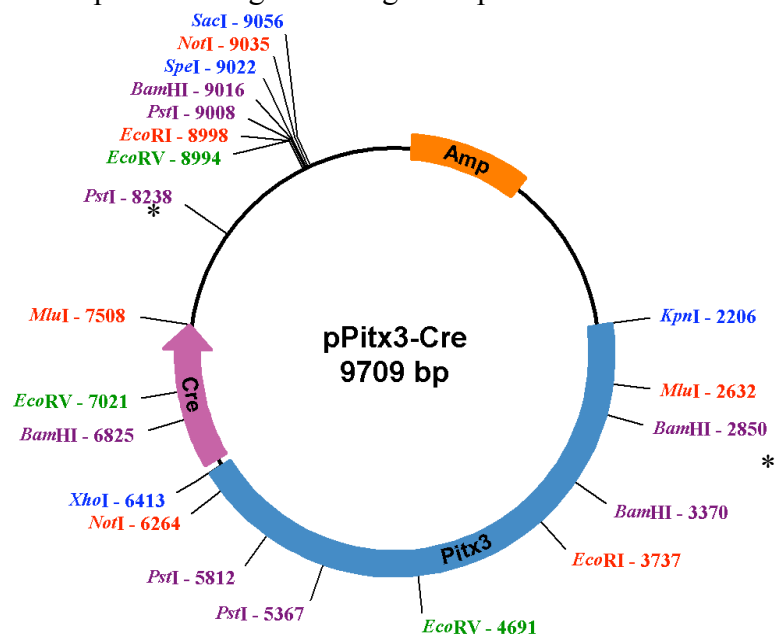 SacI - 9056
NotI - 9035
SpeI - 9022
BamHI - 9016
PstI - 9008
EcoRI - 8998
EcoRV - 8994
PstI - 8238
*
MluI - 7508
EcoRV - 7021
BamHI - 6825
XhoI - 6413
NotI - 6264
PstI - 5812
PstI - 5367
EcoRV - 4691
EcoRI - 3737
BamHI - 3370
*
BamHI - 2850
MluI - 2632
KpnI - 2206
Amp
Cre
Pitx3
pPitx3-Cre
9709 bp